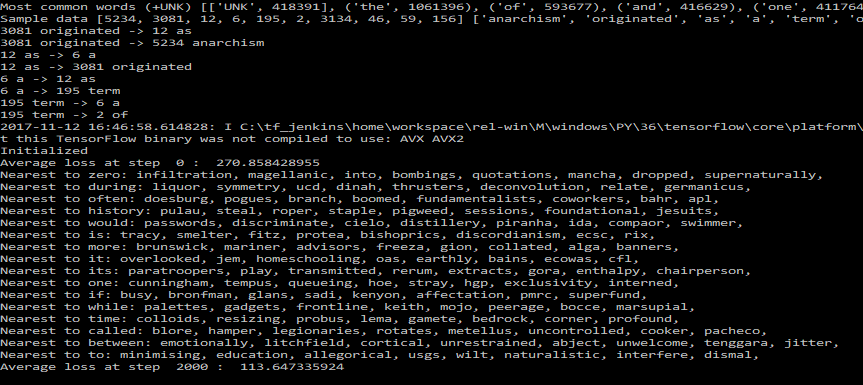 Most common words (+UNK) [['UNK', 418391], ('the', 1061396), ('of', 593677), ('and', 416629), ('one', 411764
Sample data [5234, 3081, 12, 6, 195, 2, 3134, 46, 59, 156] ['anarchism', 'originated', 'as', 'a', 'term', 'o
3081 originated -> 12 as
3081 originated -> 5234 anarchism
12 as -> 6 a
12 as -> 3081 originated
6 a -> 12 as
6 a -> 195 term
195 term -> 6 a
195 term -> 2 of
2017-11-12 16:46:58.614828: I C:\tf_jenkins\home\workspace\rel-win\M\windows\PY\36\tensorflow\core\platform\
t this TensorFlow binary was not compiled to use: AVX AVX2
Initialized
Average loss at step  0 :  270.858428955
Nearest to zero: infiltration, magellanic, into, bombings, quotations, mancha, dropped, supernaturally,
Nearest to during: liquor, symmetry, ucd, dinah, thrusters, deconvolution, relate, germanicus,
Nearest to often: doesburg, pogues, branch, boomed, fundamentalists, coworkers, bahr, apl,
Nearest to history: pulau, steal, roper, staple, pigweed, sessions, foundational, jesuits,
Nearest to would: passwords, discriminate, cielo, distillery, piranha, ida, compaor, swimmer,
Nearest to is: tracy, smelter, fitz, protea, bishoprics, discordianism, ecsc, rix,
Nearest to more: brunswick, mariner, advisors, freeza, gion, collated, alga, banners,
Nearest to it: overlooked, jem, homeschooling, oas, earthly, bains, ecowas, cfl,
Nearest to its: paratroopers, play, transmitted, rerum, extracts, gora, enthalpy, chairperson,
Nearest to one: cunningham, tempus, queueing, hoe, stray, hgp, exclusivity, interned,
Nearest to if: busy, bronfman, glans, sadi, kenyon, affectation, pmrc, superfund,
Nearest to while: palettes, gadgets, frontline, keith, mojo, peerage, bocce, marsupial,
Nearest to time: colloids, resizing, probus, lema, gamete, bedrock, corner, profound,
Nearest to called: blore, hamper, legionaries, rotates, metellus, uncontrolled, cooker, pacheco,
Nearest to between: emotionally, litchfield, cortical, unrestrained, abject, unwelcome, tenggara, jitter,
Nearest to to: minimising, education, allegorical, usgs, wilt, naturalistic, interfere, dismal,
Average loss at step  2000 :  113.647335924